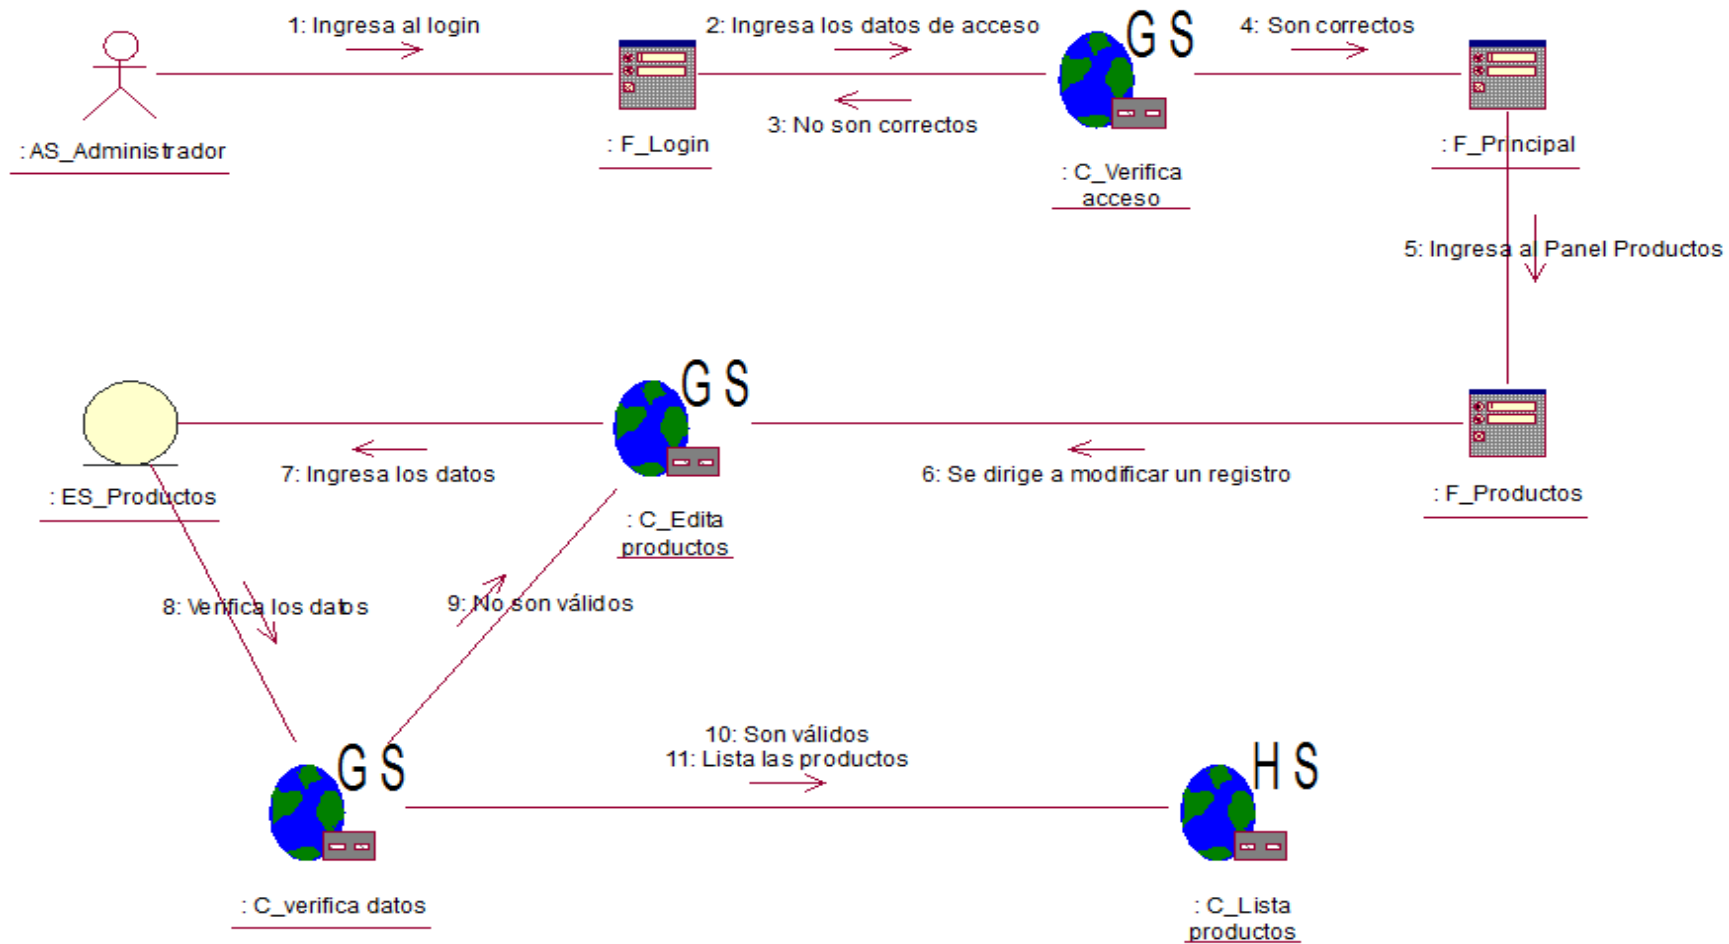 1: Ingresa al login
2: Ingresa los datos de acceso
G S
4: Son correctos
3: No son correctos
: AS_Administrador
: F_Login
: C_Verifica
acceso
: F_Principal
5: Ingresa al Panel Productos
G S
7: Ingresa los datos
6: Se dirige a modificar un registro
: ES_Productos
: C_Edita
productos
: F_Productos
8: Verifica los datos
9: No son válidos
G S
10: Son válidos
11: Lista las productos
H S
: C_verifica datos
: C_Lista
productos